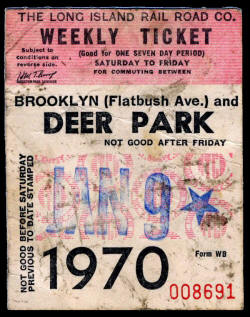 THE LONG ISLAND RAIL ROAD CO.
WEEKLY TICKET
(Good for ONE SEVEN DAY PERIOD)
SATURDAY TO FRIDAY
FOR COMMUTING BETWEEN
Subject to
conditions on
reverse side.
BROOKLYN (Flatbush Ave.) and
DEER PARK
NOT GOOD AFTER FRIDAY
NOT GOOD BEFORE SATURDAY
PREVIOUS TO DATE STAMPED
JAN 9
1970
Form WB
008691